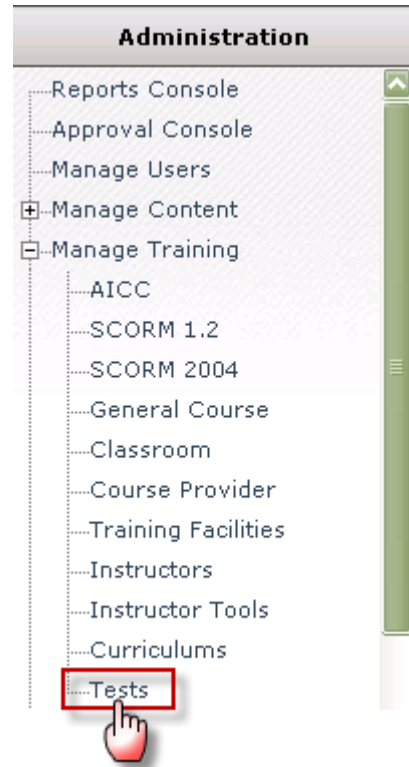 Administration
Reports Console
Approval Console
Manage Users
Manage Content
Manage Training
AICC
SCORM 1.2
SCORM 2004
General Course
Classroom
Course Provider
Training Facilities
Instructors
Instructor Tools
Curriculums
Tests